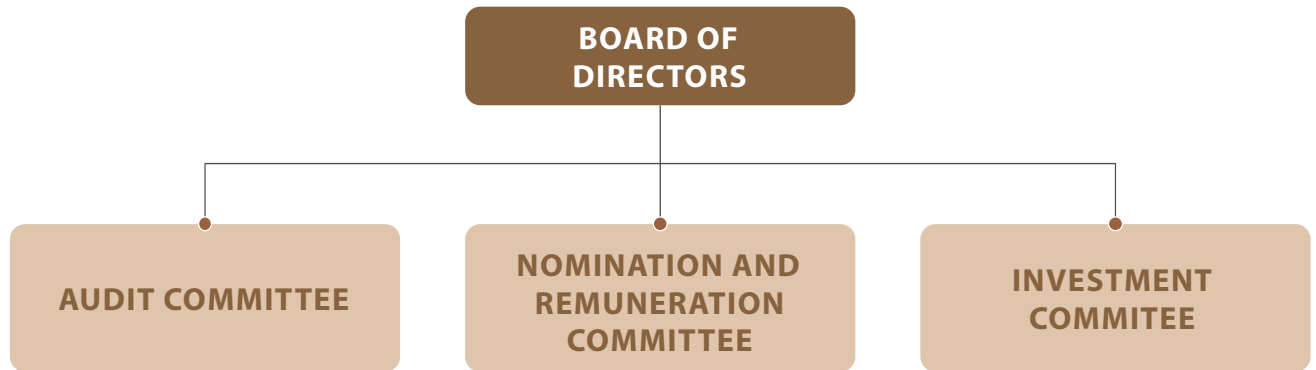 BOARD OF
DIRECTORS
AUDIT COMMITTEE
NOMINATION AND
REMUNERATION
COMMITTEE
INVESTMENT
COMMITEE